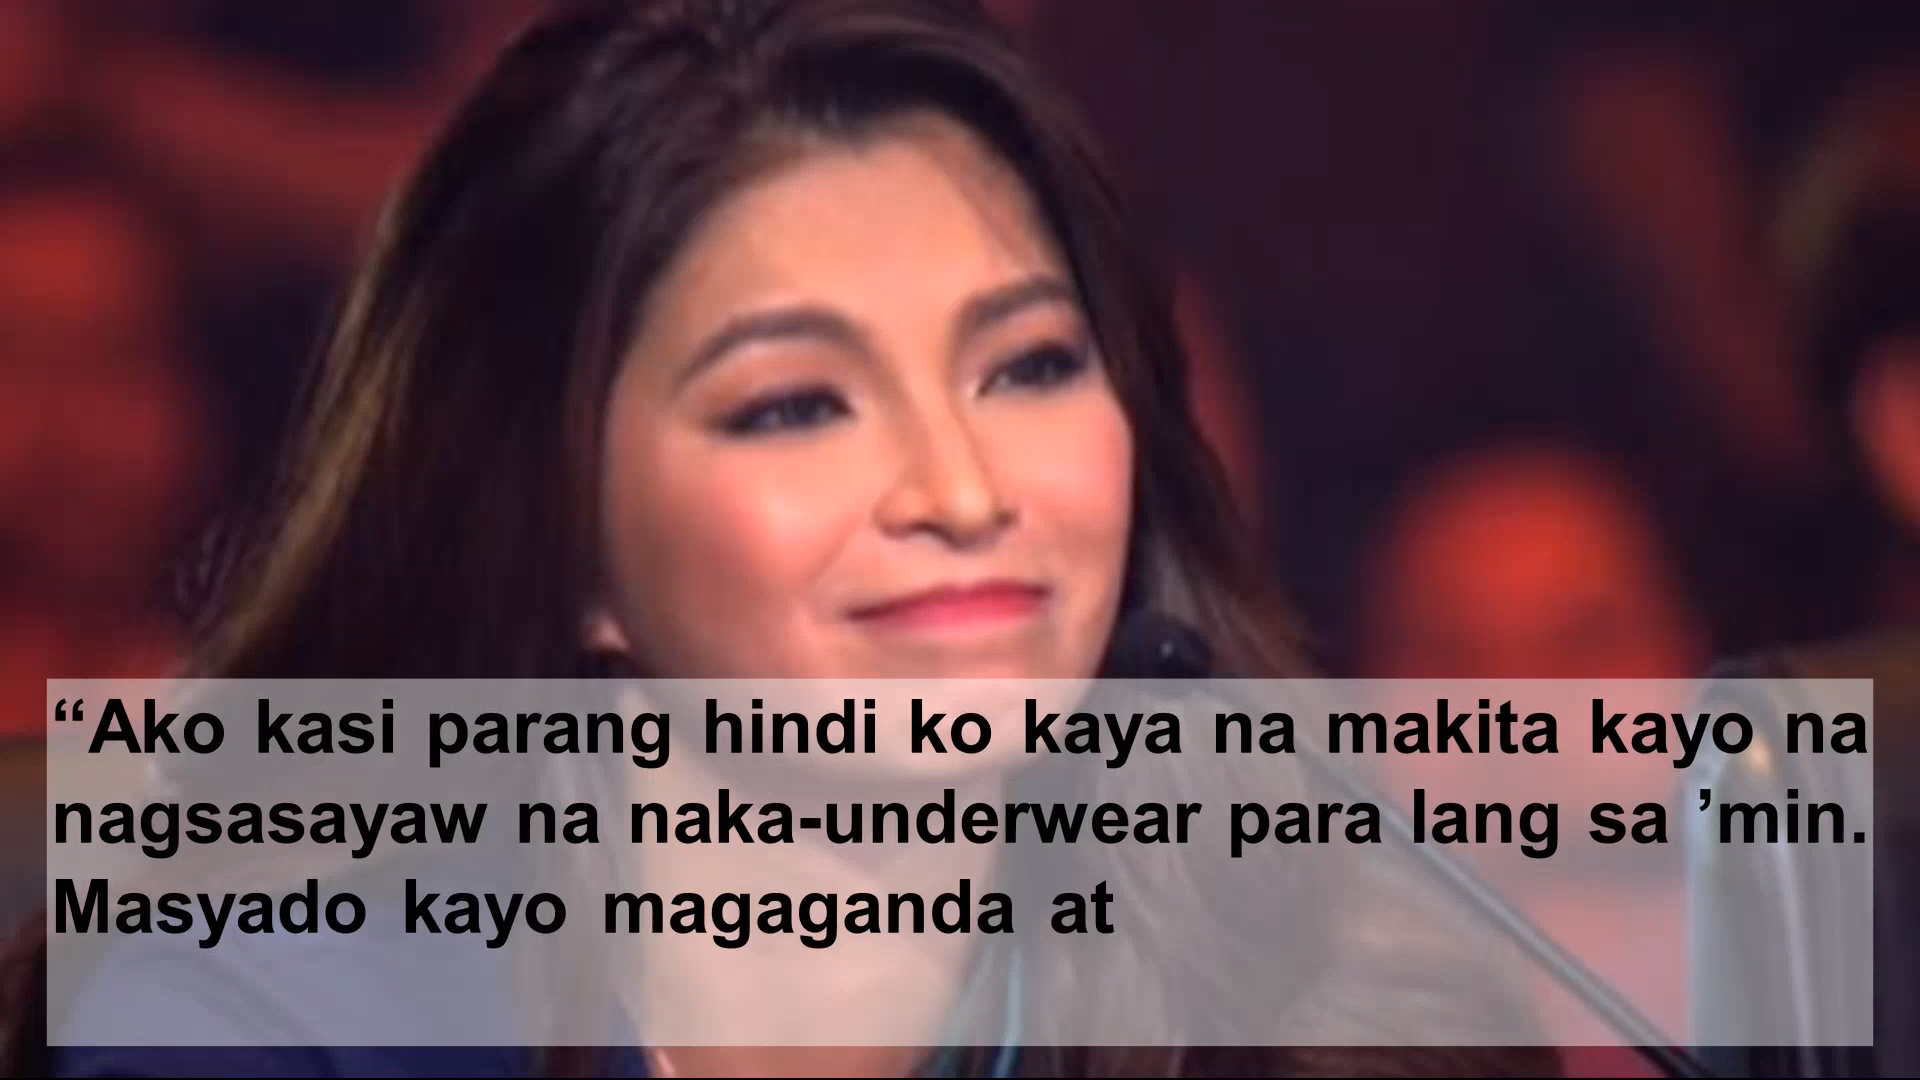 “Ako kasi parang hindi ko kaya na makita kayo na
nagsasayaw na naka-underwear para lang sa ’min.
Masyado kayo magaganda at